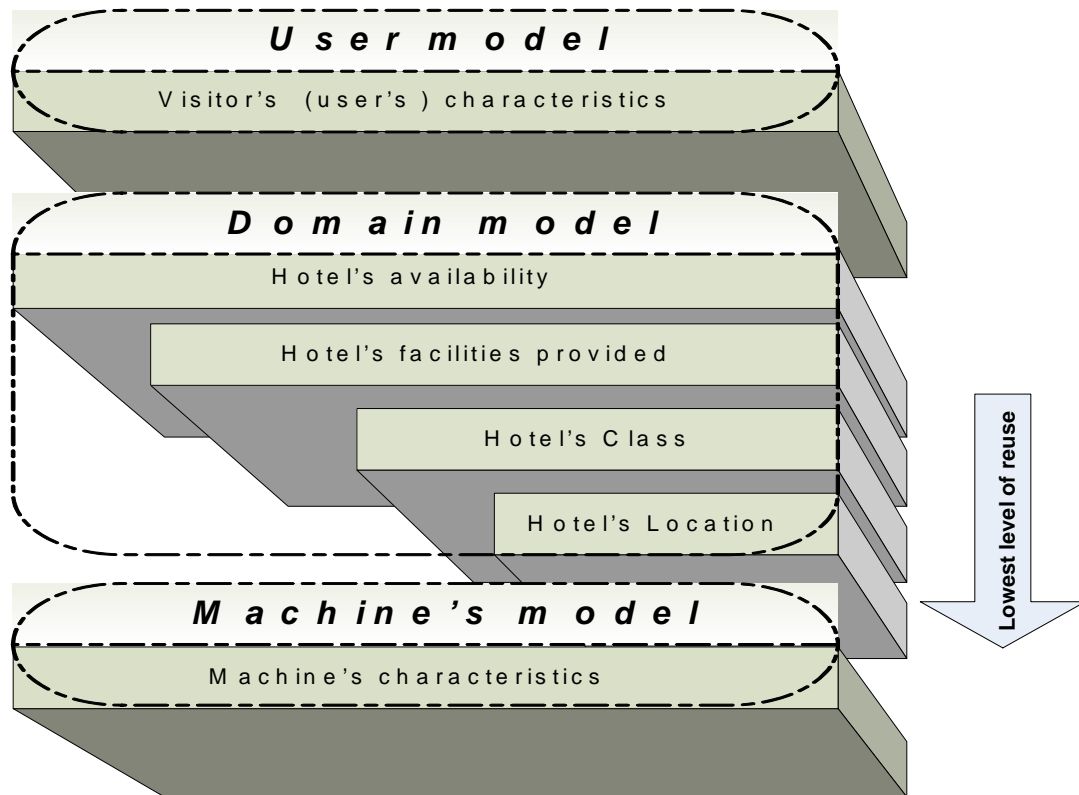 User model
Visitor's (user's ) characteristics
Domain model
Hotel's availability
Hotel's facilities provided
Hotel's Class
Hotel's Location
Lowest level of reuse
Machine's model
Machine's characteristics